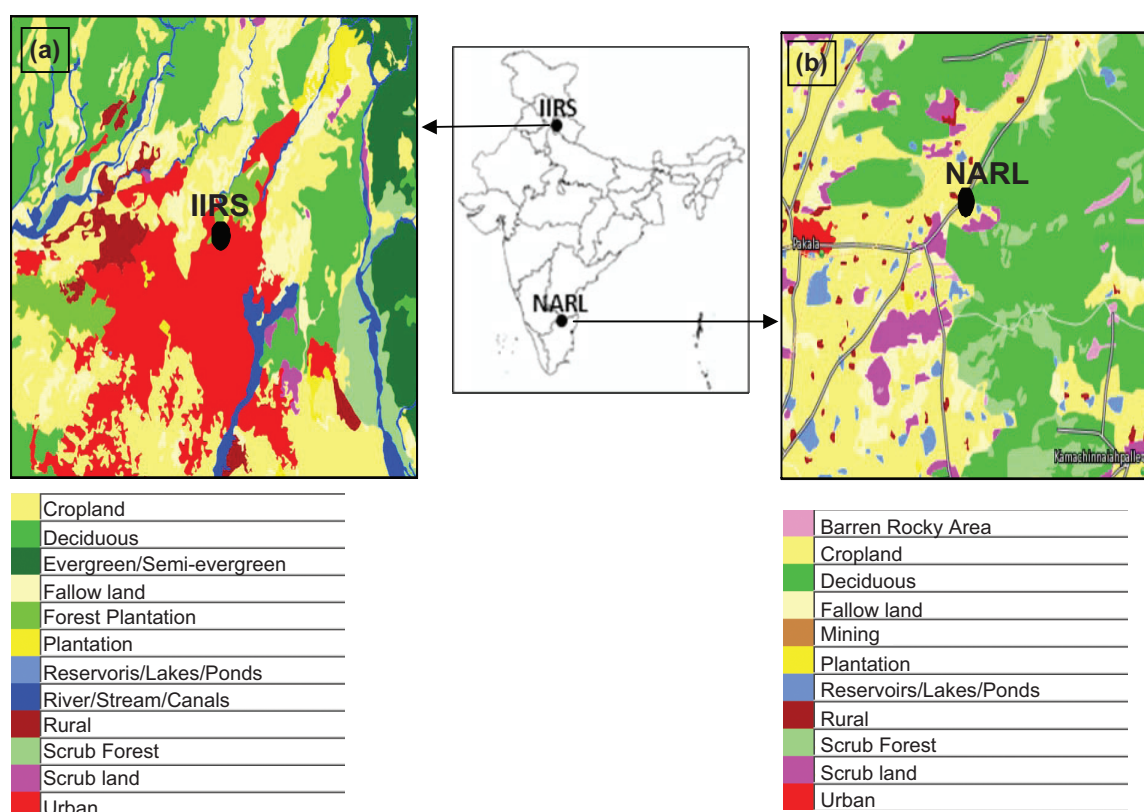 (a)
IIRS
IIRS
NARL
(b)
NARL
Pakala
Kamachinnaiahpalle
Cropland
Deciduous
Evergreen/Semi-evergreen
Fallow land
Forest Plantation
Plantation
Reservoris/Lakes/Ponds
River/Stream/Canals
Rural
Scrub Forest
Scrub land
Urban
Barren Rocky Area
Cropland
Deciduous
Fallow land
Mining
Plantation
Reservoirs/Lakes/Ponds
Rural
Scrub Forest
Scrub land
Urban